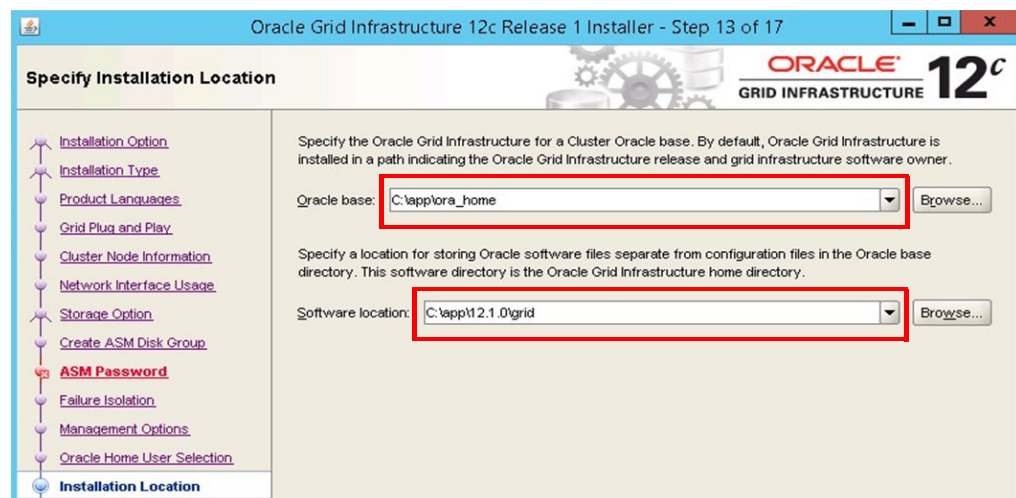 Oracle Grid Infrastructure 12c Release 1 Installer - Step 13 of 17
Specify Installation Location
ORACLE
GRID INFRASTRUCTURE
12c
Installation Option
Installation Type
Product Languages
Grid Plug and Play
Cluster Node Information
Network Interface Usage
Storage Option
Create ASM Disk Group
ASM Password
Failure Isolation
Management Options
Oracle Home User Selection
Installation Location
Specify the Oracle Grid Infrastructure for a Cluster Oracle base. By default, Oracle Grid Infrastructure is
installed in a path indicating the Oracle Grid Infrastructure release and grid infrastructure software owner.
Oracle base: C:\app\ora_home Browse...
Specify a location for storing Oracle software files separate from configuration files in the Oracle base
directory. This software directory is the Oracle Grid Infrastructure home directory.
Software location: C:\app\12.1.0\grid Browse...